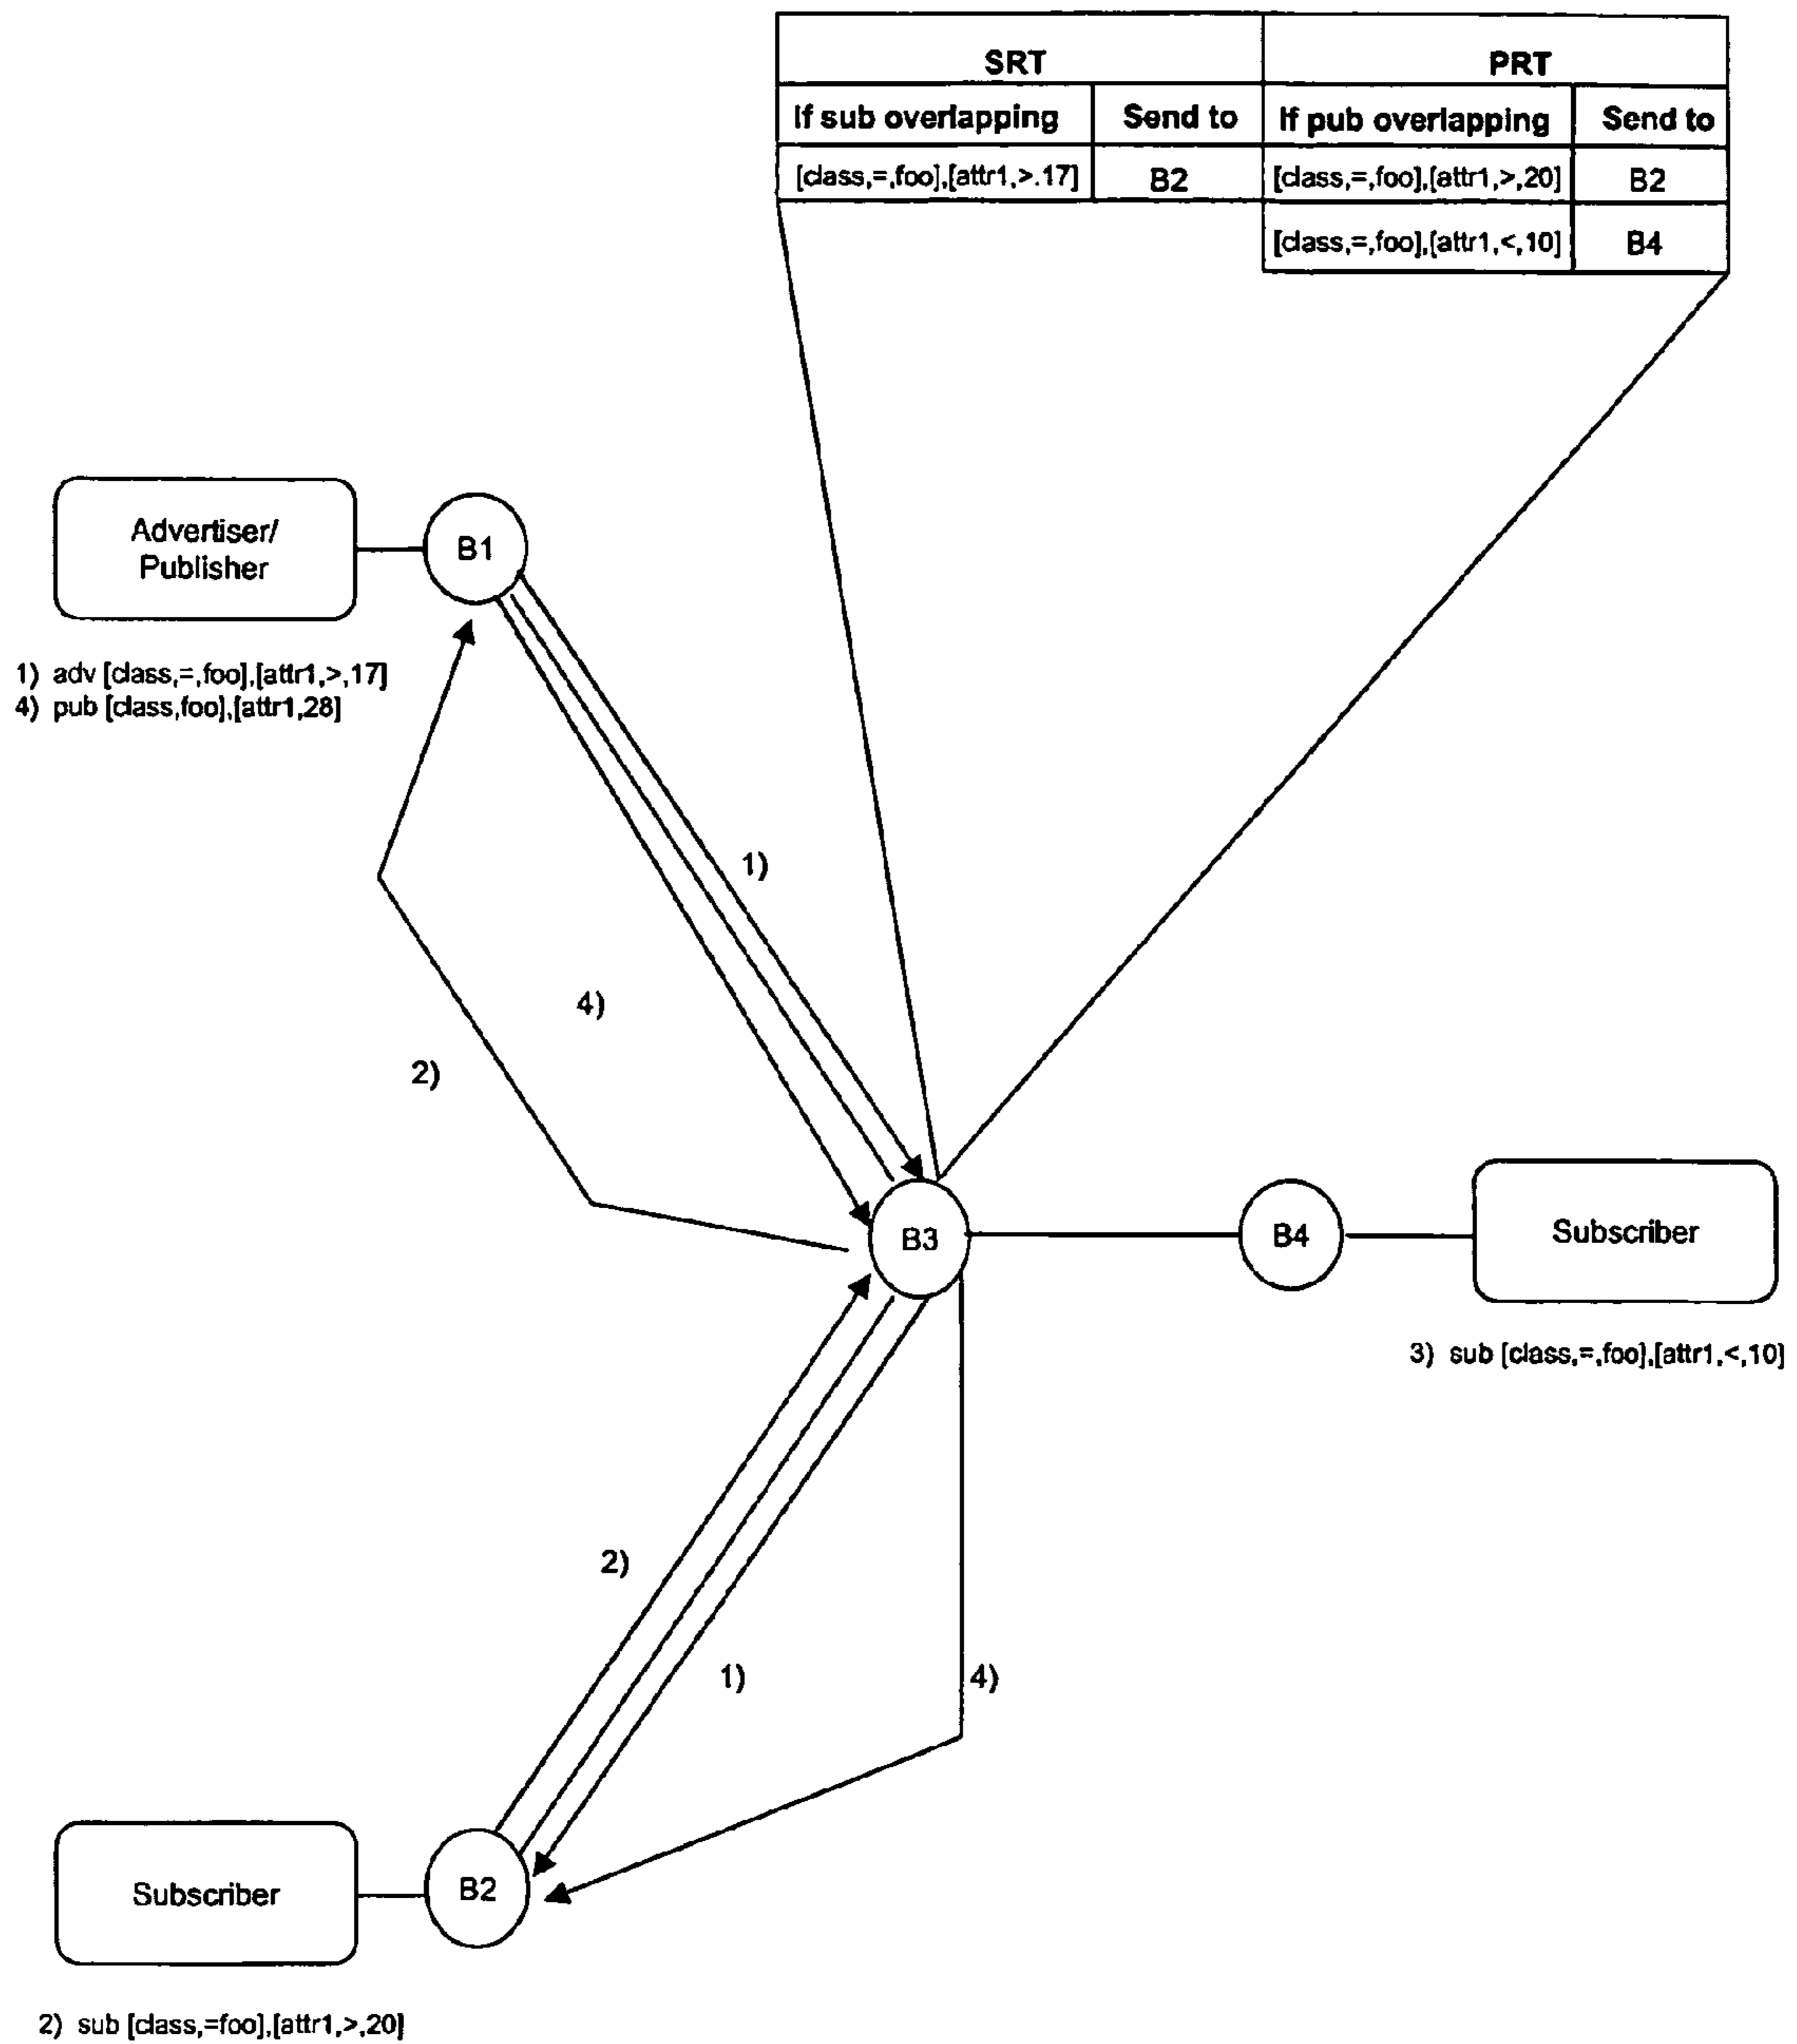 SRT PRT
If sub overlapping Send to If pub overlapping Send to
[class,=,foo],[attr1,>.17] B2 [class,=,foo],[attr1,>,20] B2
[class,=,foo],[attr1,<,10] B4
Advertiser/
Publisher
B1
1) adv [class,=,foo],[attr1,>,17]
4) pub [class,foo],[attr1,28]
1)
4)
2)
B3
B4
Subscriber
3) sub [class,=,foo],[attr1,<,10]
2)
1)
4)
Subscriber
B2
2) sub [class,=foo],[attr1,>,20]